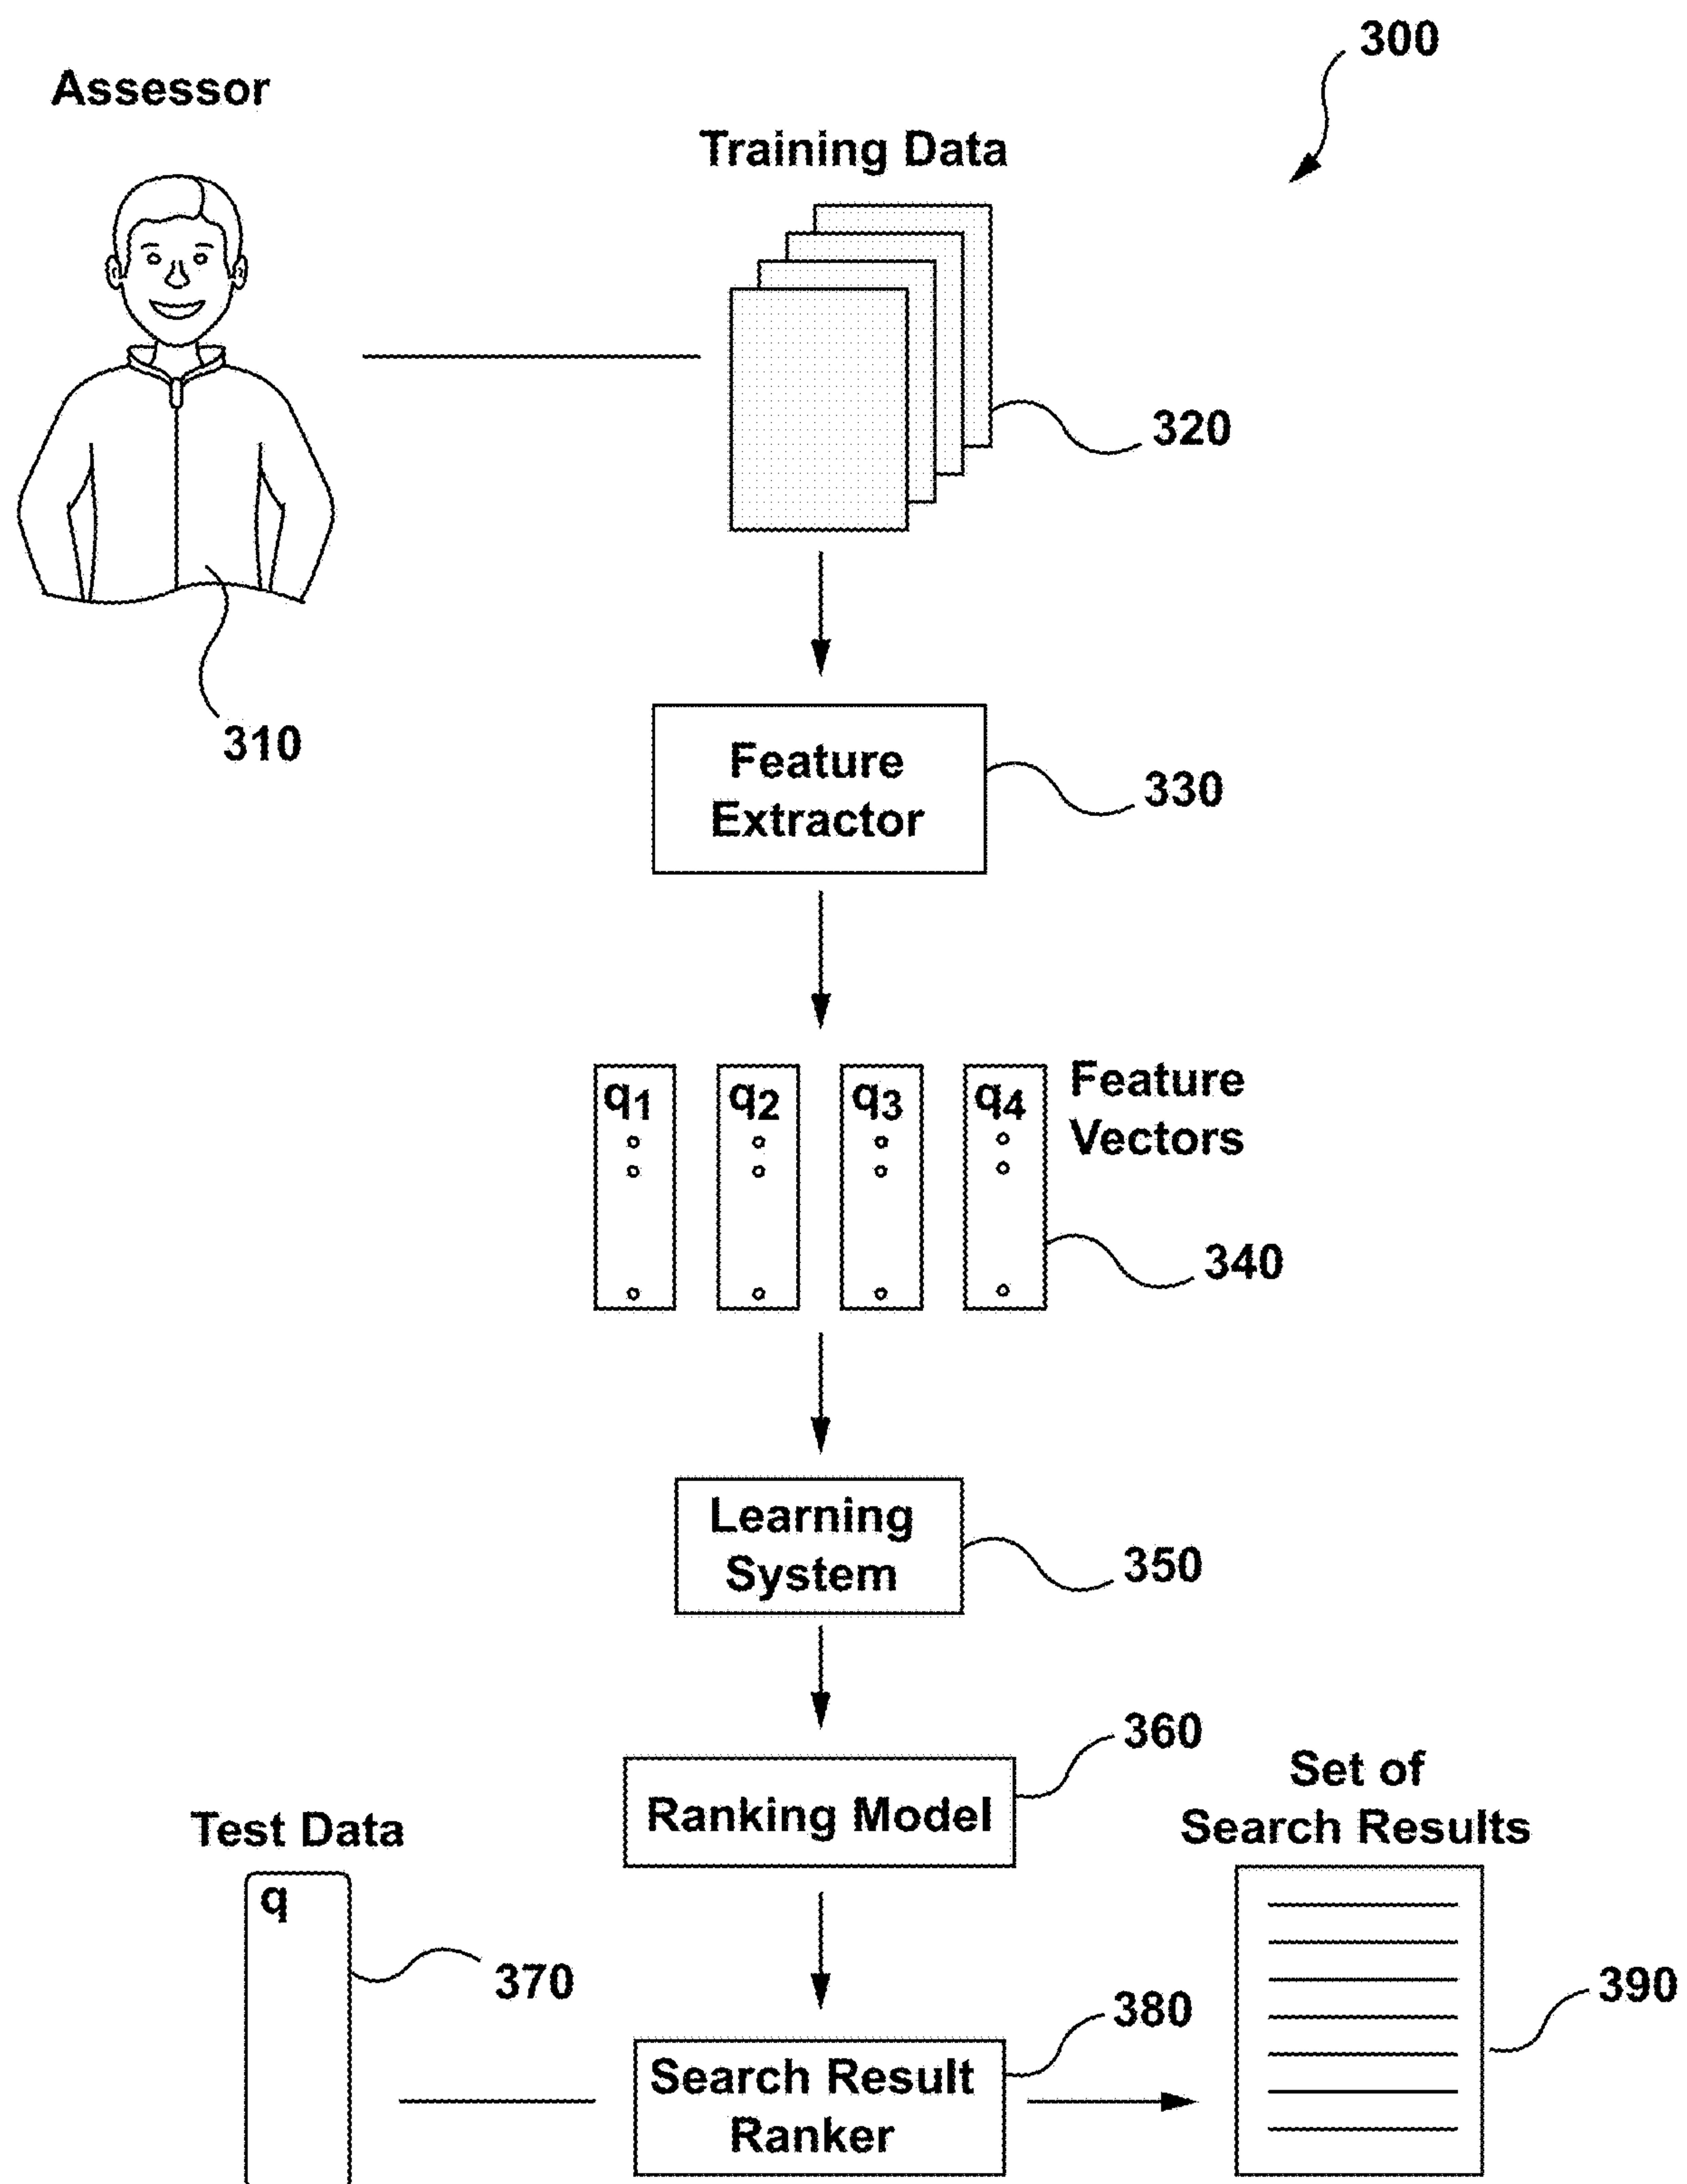 300
Assessor
Training Data
320
310
Feature
Extractor
330
q1
q2
q3
q4
Feature
Vectors
340
Learning
System
350
360
Ranking Model
Set of
Search Results
Test Data
q
370
380
390
Search Result
Ranker